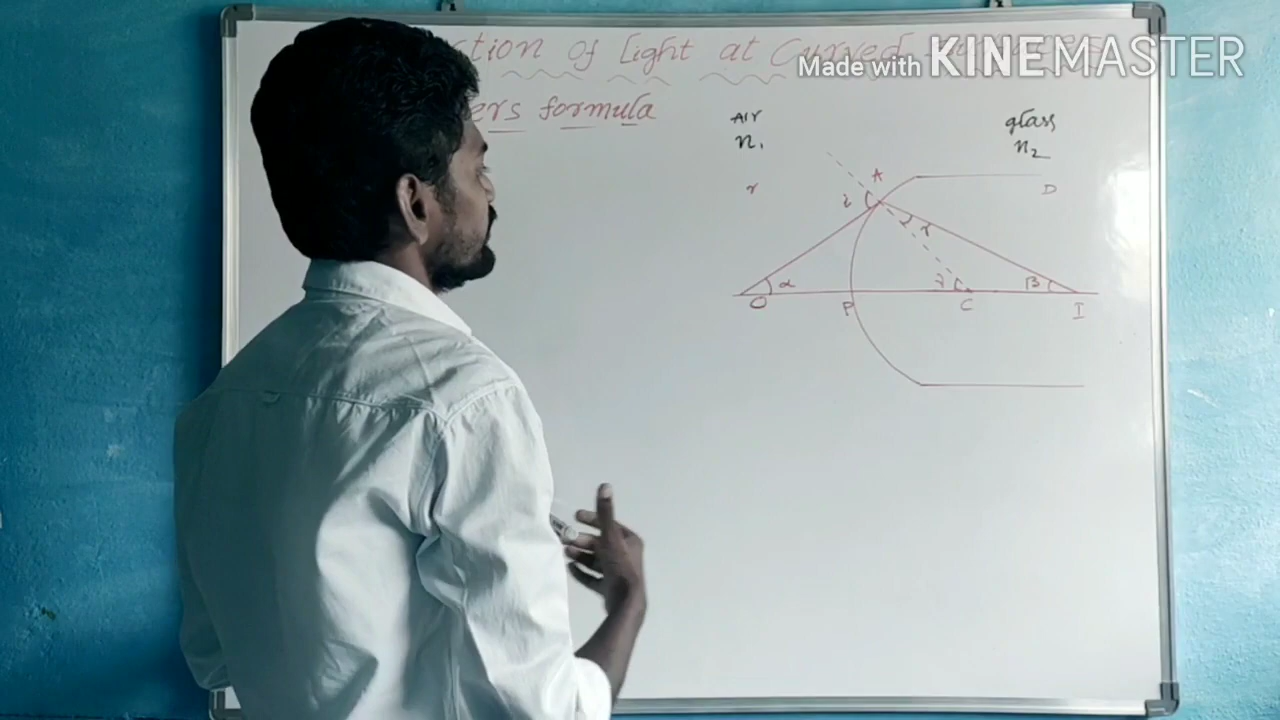 ction of Light at Curved
Made with KINEMASTER
ers formula
Air
glass
n₁
n₂
A
r
D
i
r
α
γ
β
O
P
C
I